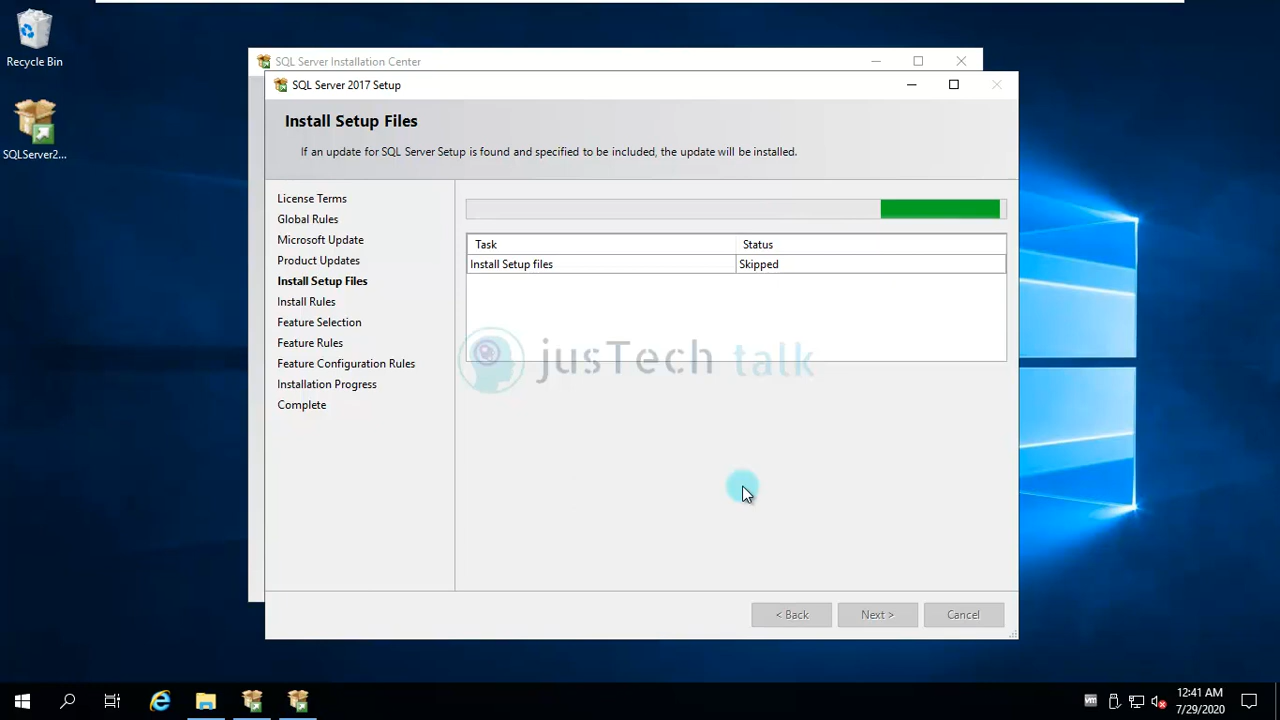 Recycle Bin
SQLServer2...
SQL Server Installation Center
SQL Server 2017 Setup
Install Setup Files
If an update for SQL Server Setup is found and specified to be included, the update will be installed.
License Terms
Global Rules
Microsoft Update
Product Updates
Install Setup Files
Install Rules
Feature Selection
Feature Rules
Feature Configuration Rules
Installation Progress
Complete
Task Status
Install Setup files Skipped
jusTech talk
< Back Next > Cancel
vm
12:41 AM
7/29/2020